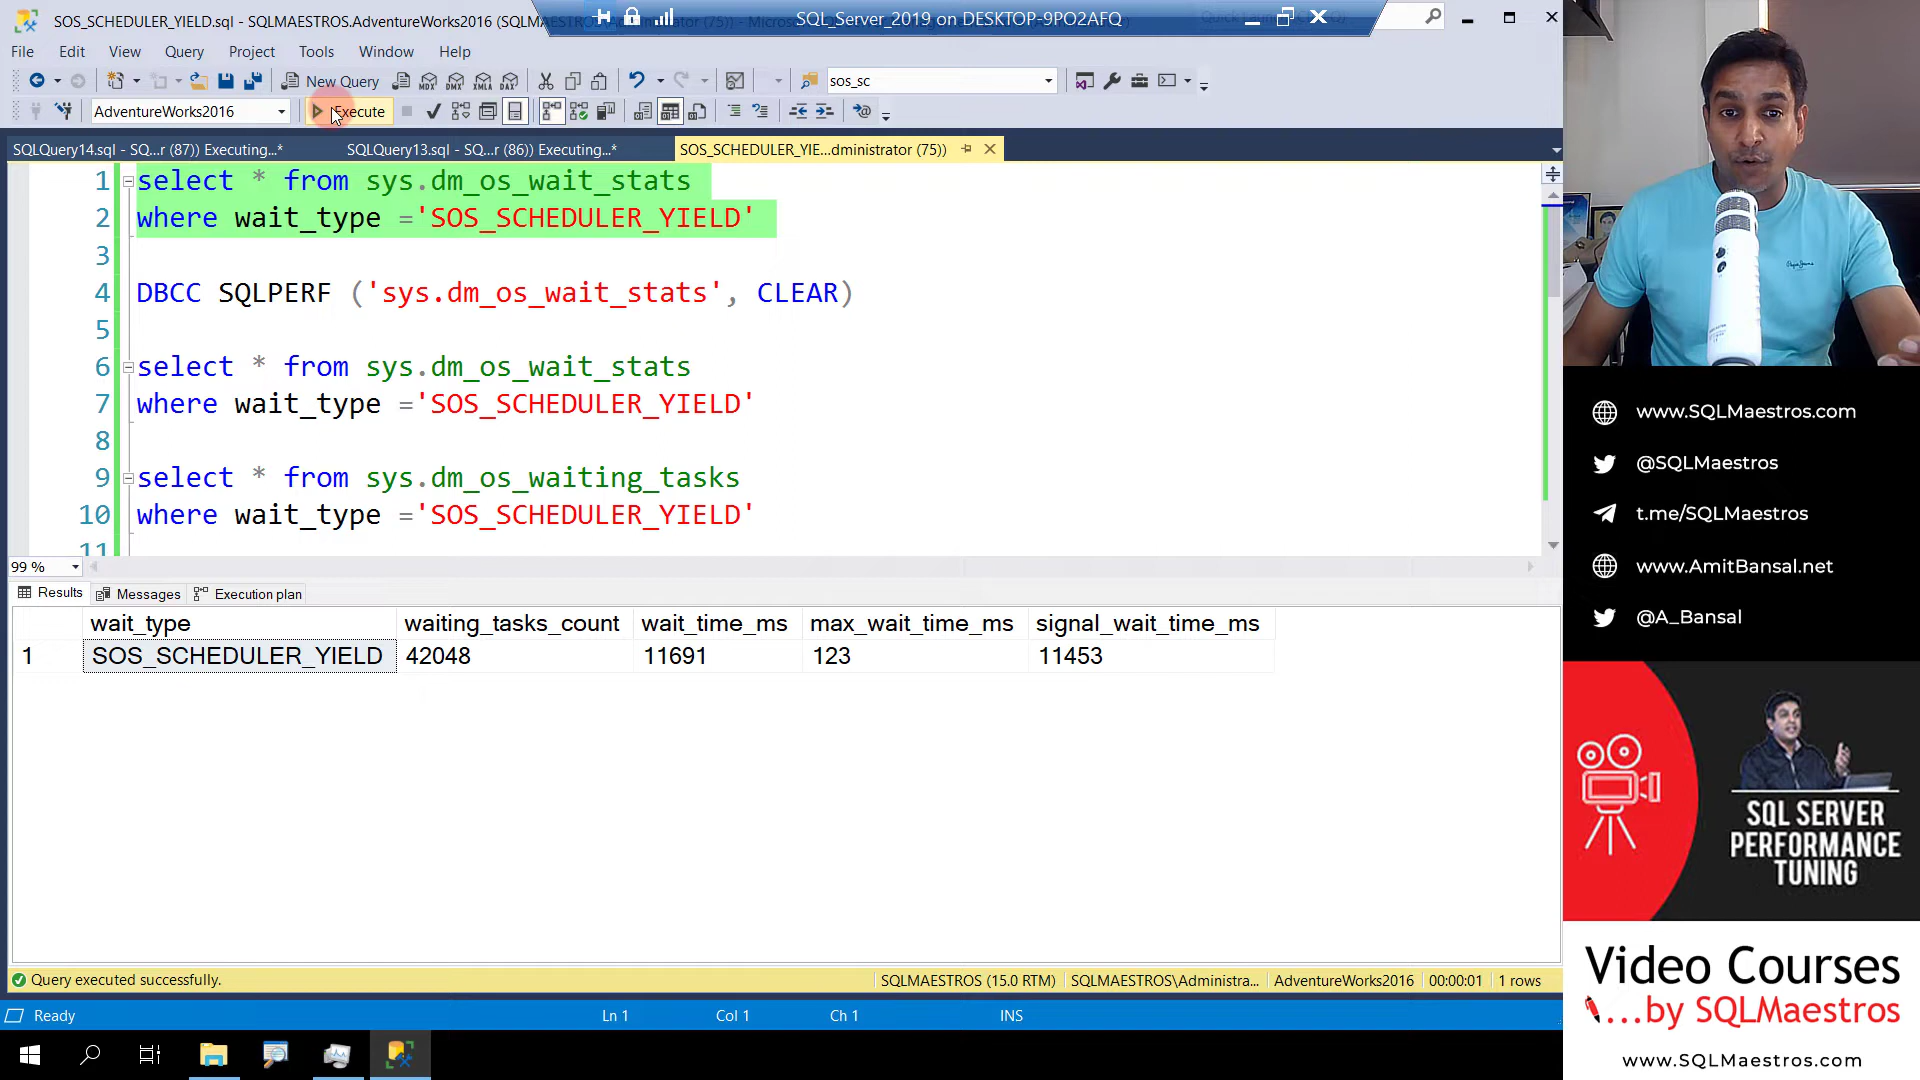 SOS_SCHEDULER_YIELD.sql - SQLMAESTROS.AdventureWorks2016 (SQLMAESTROS\Administrator (75))
SQL_Server_2019 on DESKTOP-9PO2AFQ
File Edit View Query Project Tools Window Help
New Query
sos_sc
AdventureWorks2016
Execute
SQLQuery14.sql - SQ...r (87)) Executing...*
SQLQuery13.sql - SQ...r (86)) Executing...*
SOS_SCHEDULER_YIE...dministrator (75))
1 select * from sys.dm_os_wait_stats
2 where wait_type ='SOS_SCHEDULER_YIELD'
3
4 DBCC SQLPERF ('sys.dm_os_wait_stats', CLEAR)
5
6 select * from sys.dm_os_wait_stats
7 where wait_type ='SOS_SCHEDULER_YIELD'
8
9 select * from sys.dm_os_waiting_tasks
10 where wait_type ='SOS_SCHEDULER_YIELD'
11
99 %
Results Messages Execution plan
wait_type waiting_tasks_count wait_time_ms max_wait_time_ms signal_wait_time_ms
1 SOS_SCHEDULER_YIELD 42048 11691 123 11453
Query executed successfully.
SQLMAESTROS (15.0 RTM) SQLMAESTROS\Administra... AdventureWorks2016 00:00:01 1 rows
Ready Ln 1 Col 1 Ch 1 INS
www.SQLMaestros.com
@SQLMaestros
t.me/SQLMaestros
www.AmitBansal.net
@A_Bansal
SQL SERVER
PERFORMANCE
TUNING
Video Courses
...by SQLMaestros
www.SQLMaestros.com